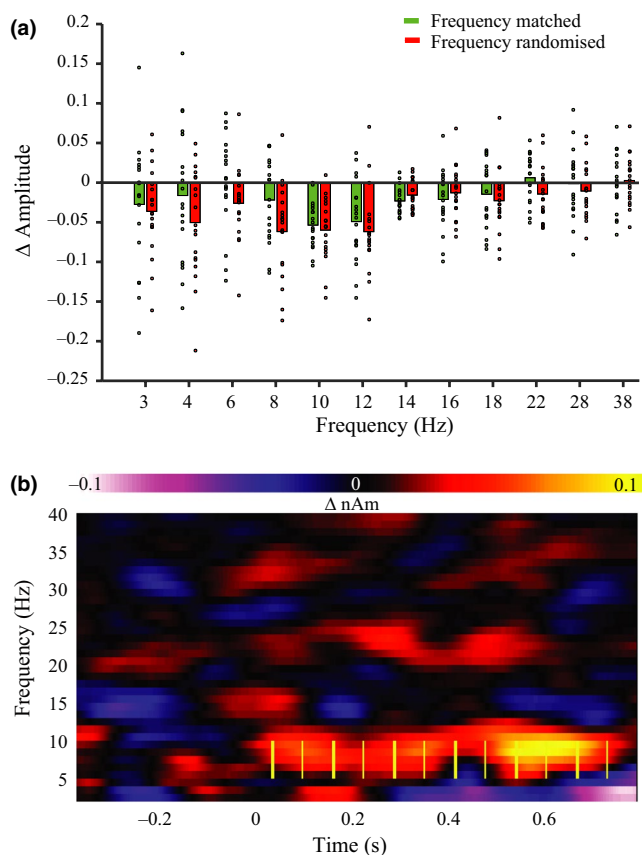 (a)
0.2
0.15
0.1
0.05
0
−0.05
−0.1
−0.15
−0.2
−0.25
Δ Amplitude
Frequency matched
Frequency randomised
3 4 6 8 10 12 14 16 18 22 28 38
Frequency (Hz)
(b)
−0.1 0 0.1
Δ nAm
40
35
30
25
20
15
10
5
Frequency (Hz)
−0.2 0 0.2 0.4 0.6
Time (s)